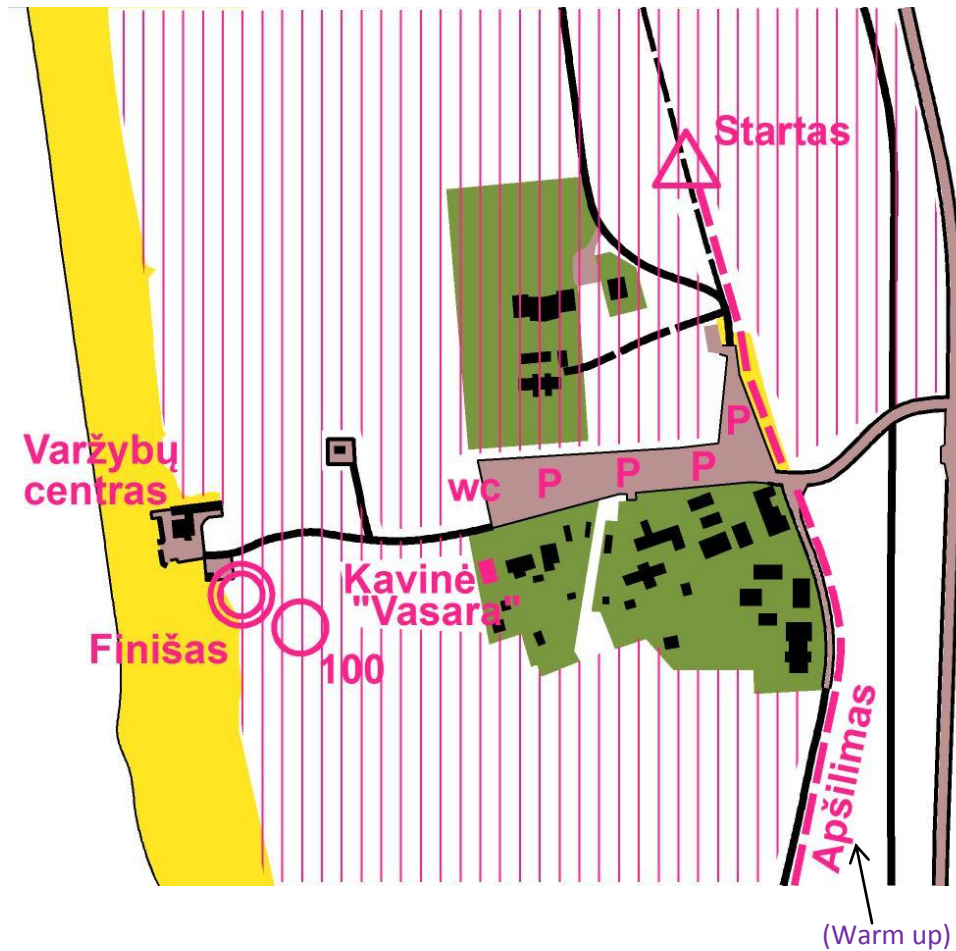 Startas
P
Varžybų
centras
wc P P P
Kavinė
"Vasara"
Finišas
100
Apšilimas
(Warm up)